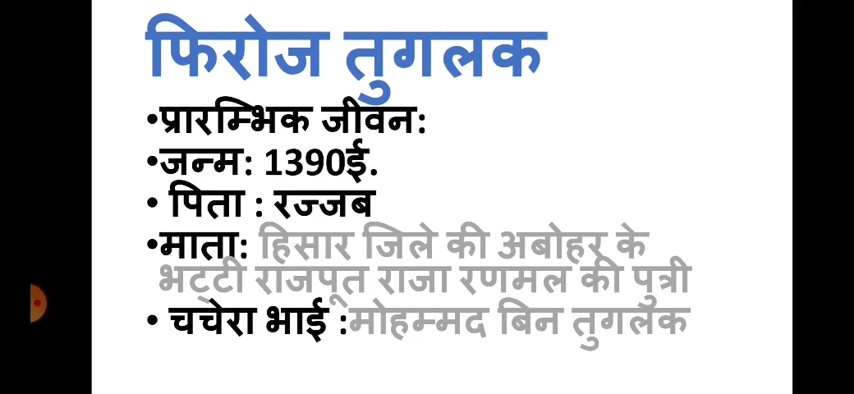 फिरोज तुगलक
•प्रारम्भिक जीवन:
•जन्म: 1390ई.
• पिता : रज्जब
•माता: हिसार जिले की अबोहर के
भट्टी राजपूत राजा रणमल की पुत्री
• चचेरा भाई :मोहम्मद बिन तुगलक